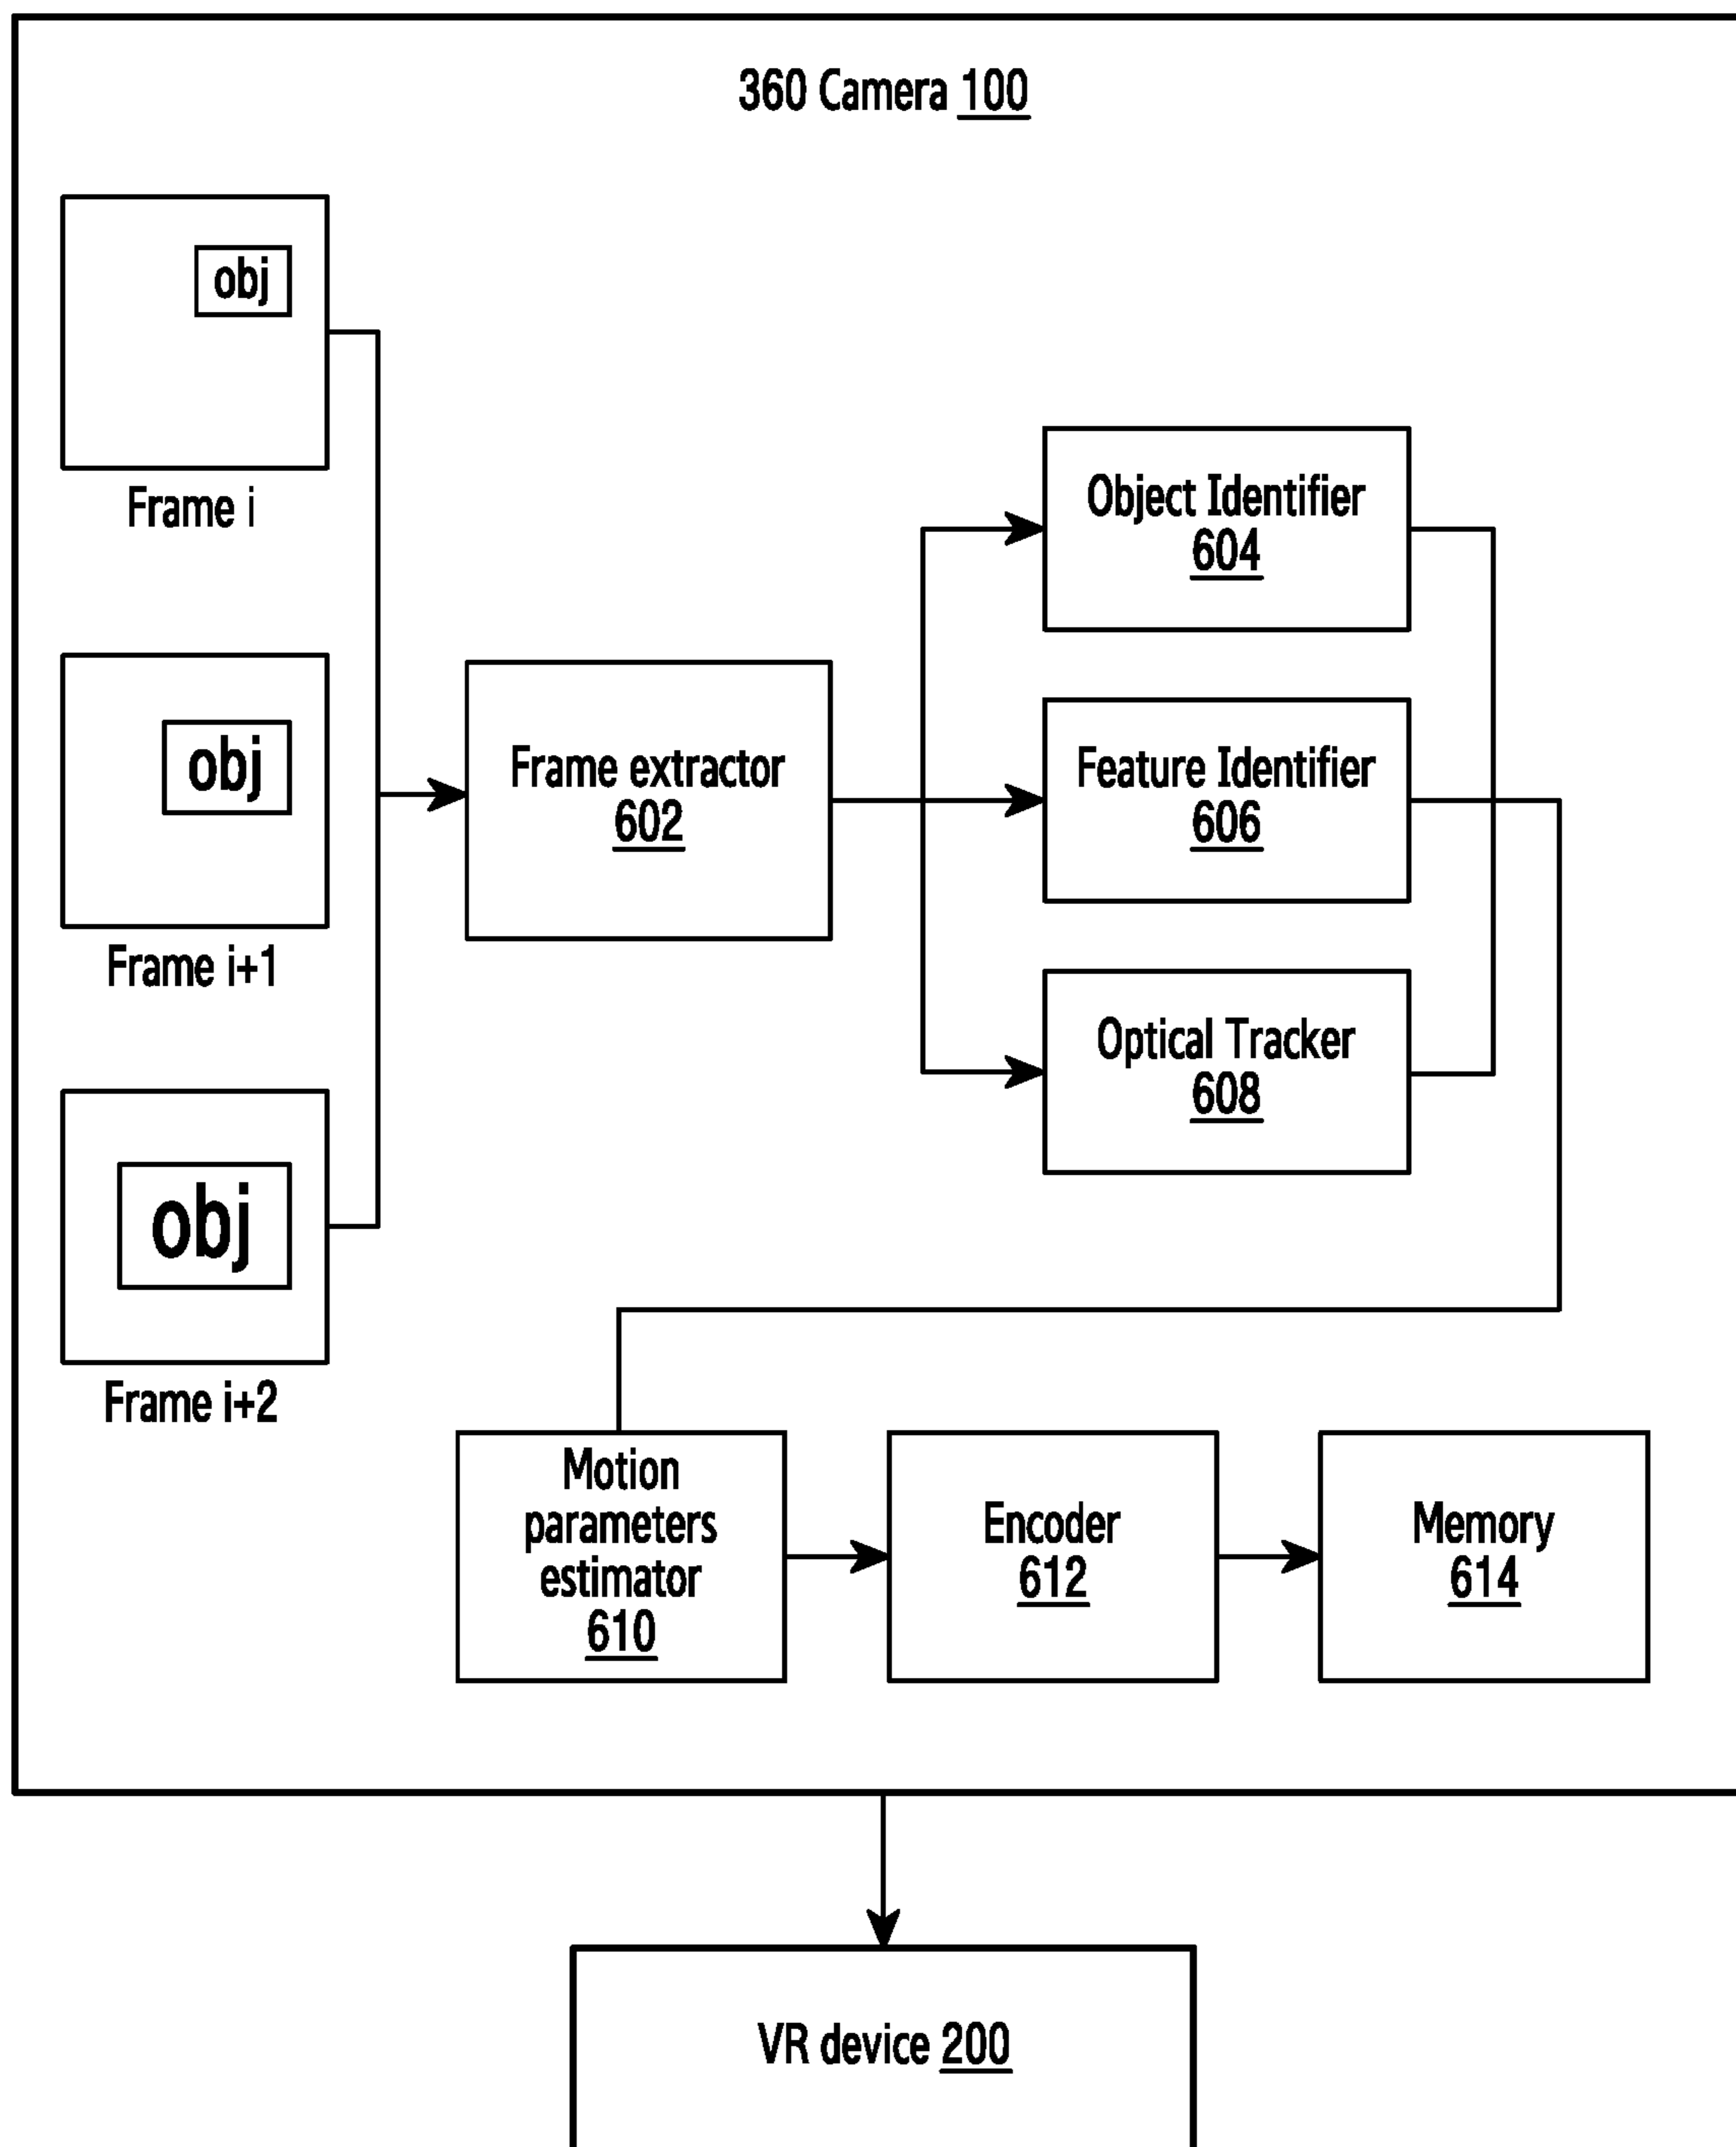 360 Camera 100
obj
Frame i
obj
Frame i+1
obj
Frame i+2
Frame extractor
602
Object Identifier
604
Feature Identifier
606
Optical Tracker
608
Motion
parameters
estimator
610
Encoder
612
Memory
614
VR device 200